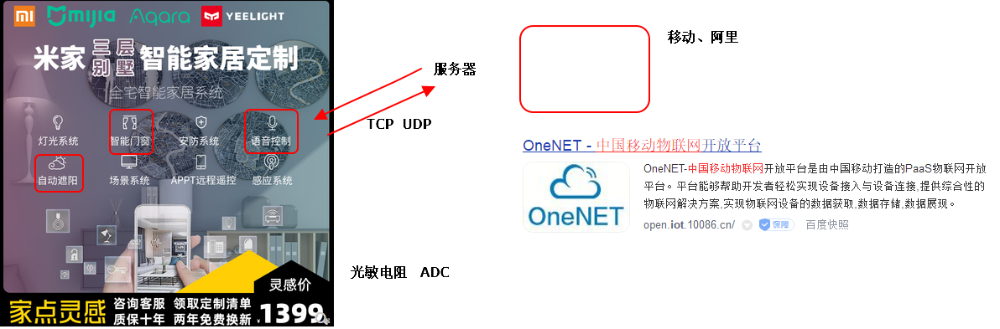 mi mijia Aqara YEELIGHT
米家三层别墅智能家居定制
全宅智能家居系统
灯光系统 智能门窗 安防系统 语音控制
自动遮阳 场景系统 APPT远程遥控 感应系统
灵感价
家点灵感 咨询客服 领取定制清单
质保十年 两年免费换新 ¥1399
服务器
TCP UDP
光敏电阻 ADC
移动、阿里
OneNET - 中国移动物联网开放平台
OneNET-中国移动物联网开放平台是由中国移动打造的PaaS物联网开放
平台。平台能够帮助开发者轻松实现设备接入与设备连接,提供综合性的
物联网解决方案,实现物联网设备的数据获取,数据存储,数据展现。
OneNET
open.iot.10086.cn/ 保障 百度快照